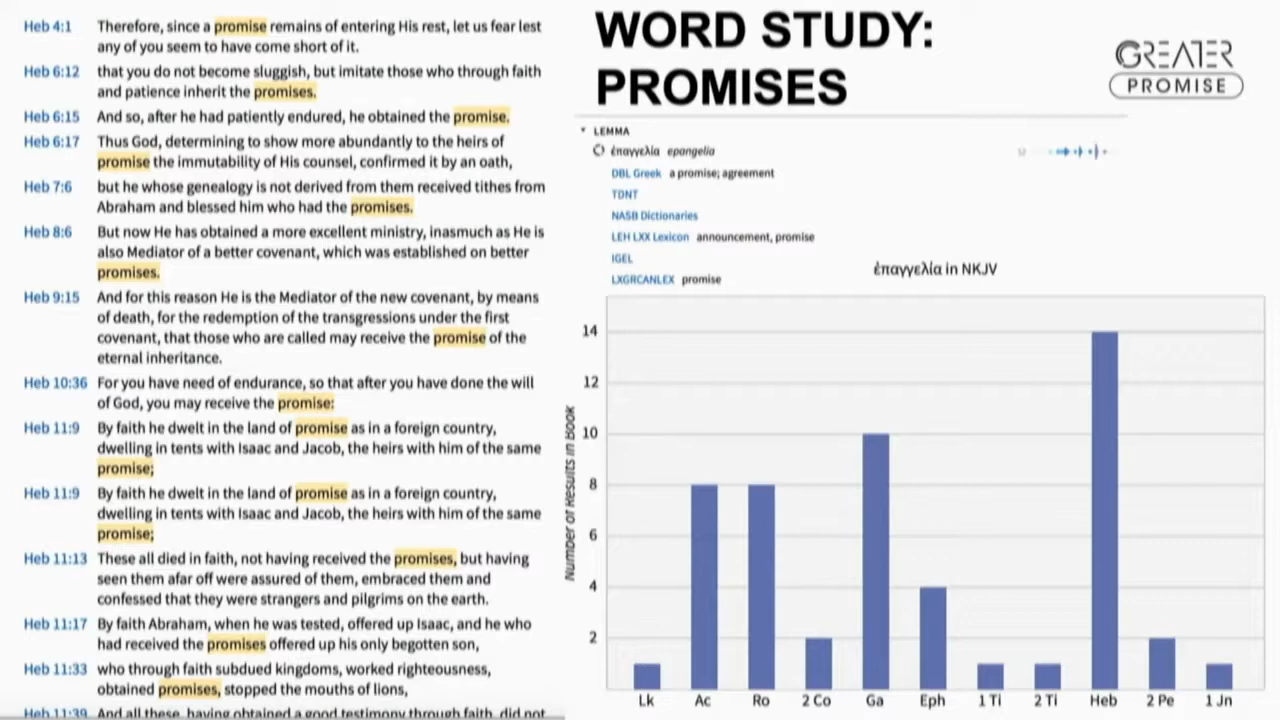 Heb 4:1 Therefore, since a promise remains of entering His rest, let us fear lest
any of you seem to have come short of it.
Heb 6:12 that you do not become sluggish, but imitate those who through faith
and patience inherit the promises.
Heb 6:15 And so, after he had patiently endured, he obtained the promise.
Heb 6:17 Thus God, determining to show more abundantly to the heirs of
promise the immutability of His counsel, confirmed it by an oath,
Heb 7:6 but he whose genealogy is not derived from them received tithes from
Abraham and blessed him who had the promises.
Heb 8:6 But now He has obtained a more excellent ministry, inasmuch as He is
also Mediator of a better covenant, which was established on better
promises.
Heb 9:15 And for this reason He is the Mediator of the new covenant, by means
of death, for the redemption of the transgressions under the first
covenant, that those who are called may receive the promise of the
eternal inheritance.
Heb 10:36 For you have need of endurance, so that after you have done the will
of God, you may receive the promise:
Heb 11:9 By faith he dwelt in the land of promise as in a foreign country,
dwelling in tents with Isaac and Jacob, the heirs with him of the same
promise;
Heb 11:9 By faith he dwelt in the land of promise as in a foreign country,
dwelling in tents with Isaac and Jacob, the heirs with him of the same
promise;
Heb 11:13 These all died in faith, not having received the promises, but having
seen them afar off were assured of them, embraced them and
confessed that they were strangers and pilgrims on the earth.
Heb 11:17 By faith Abraham, when he was tested, offered up Isaac, and he who
had received the promises offered up his only begotten son,
Heb 11:33 who through faith subdued kingdoms, worked righteousness,
obtained promises, stopped the mouths of lions,
Heb 11:39 And all these, having obtained a good testimony through faith, did not
WORD STUDY:
PROMISES
GREATER
PROMISE
LEMMA
ἐπαγγελία epangelia
DBL Greek a promise; agreement
TDNT
NASB Dictionaries
LEH LXX Lexicon announcement, promise
IGEL
LXGRCANLEX promise
ἐπαγγελία in NKJV
Number of Results in Book
14
12
10
8
6
4
2
Lk Ac Ro 2 Co Ga Eph 1 Ti 2 Ti Heb 2 Pe 1 Jn